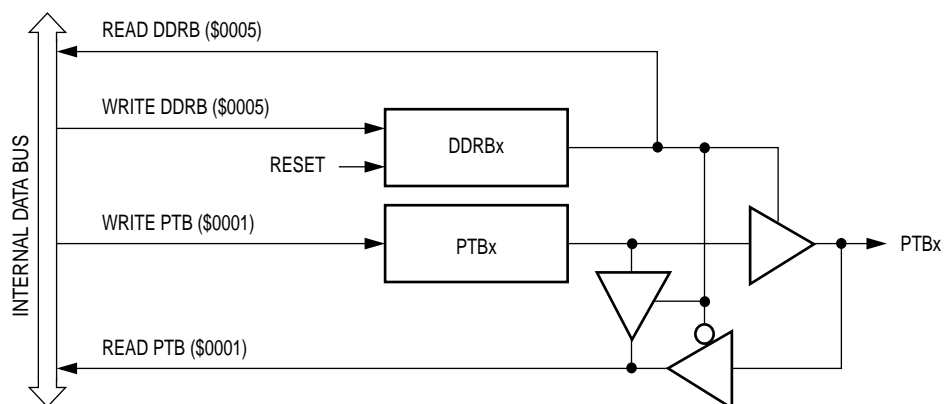 READ DDRB ($0005)
WRITE DDRB ($0005)
DDRBx
RESET
INTERNAL DATA BUS
WRITE PTB ($0001)
PTBx
PTBx
READ PTB ($0001)